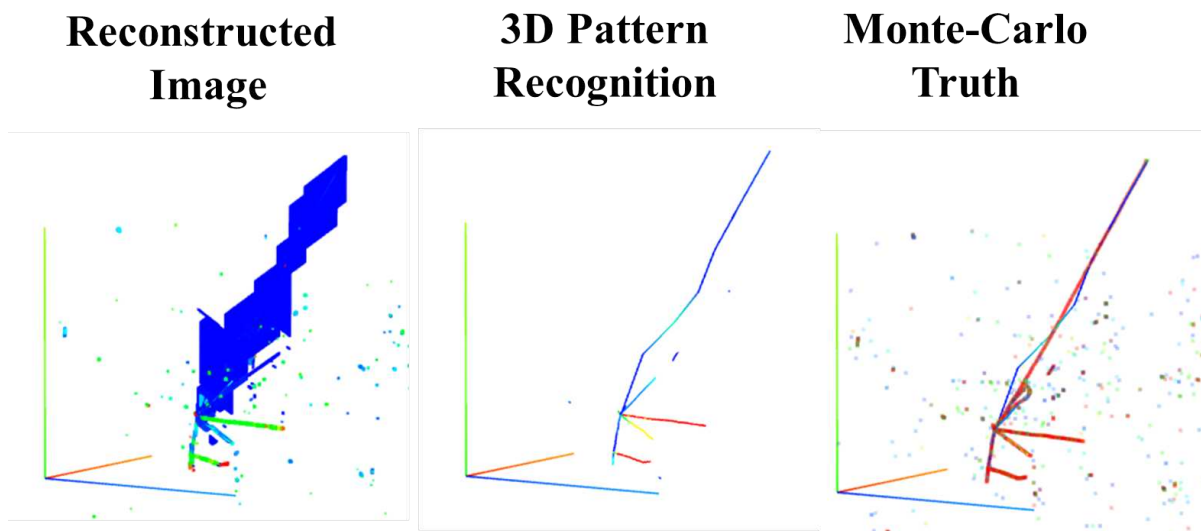 Reconstructed
Image
3D Pattern
Recognition
Monte-Carlo
Truth